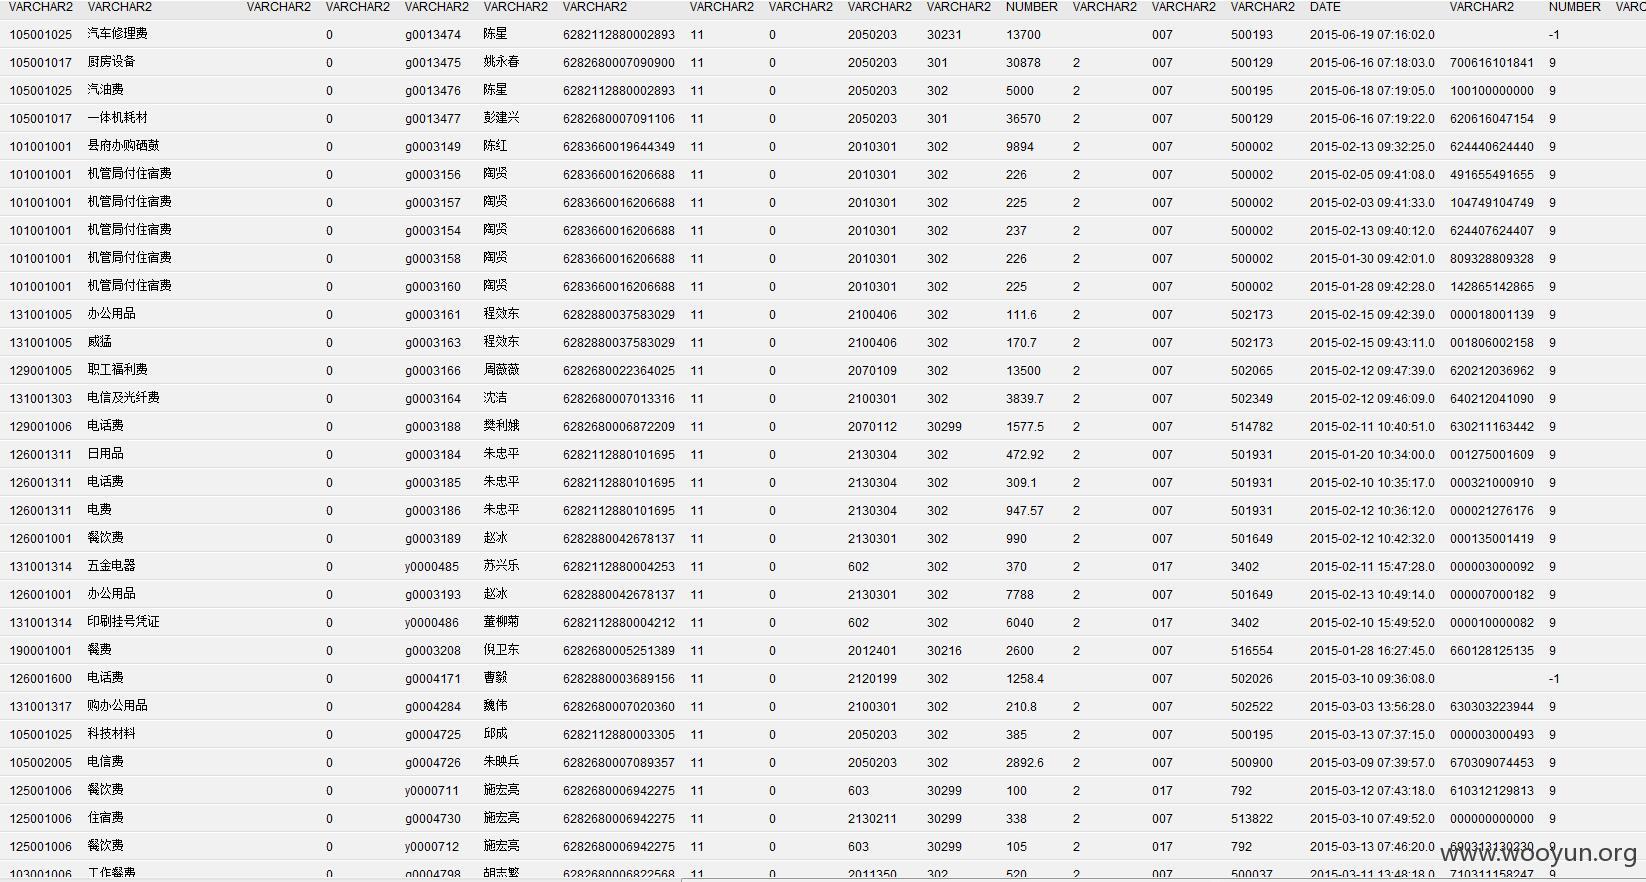 VARCHAR2 VARCHAR2 VARCHAR2 VARCHAR2 VARCHAR2 VARCHAR2 VARCHAR2 VARCHAR2 VARCHAR2 VARCHAR2 VARCHAR2 NUMBER VARCHAR2 VARCHAR2 VARCHAR2 DATE VARCHAR2 NUMBER VARC
105001025 汽车修理费 0 g0013474 陈星 6282112880002893 11 0 2050203 30231 13700 007 500193 2015-06-19 07:16:02.0 -1
105001017 厨房设备 0 g0013475 姚永春 6282680007090900 11 0 2050203 301 30878 2 007 500129 2015-06-16 07:18:03.0 700616101841 9
105001025 汽油费 0 g0013476 陈星 6282112880002893 11 0 2050203 302 5000 2 007 500195 2015-06-18 07:19:05.0 100100000000 9
105001017 一体机耗材 0 g0013477 彭建兴 6282680007091106 11 0 2050203 301 36570 2 007 500129 2015-06-16 07:19:22.0 620616047154 9
101001001 县府办购硒鼓 0 g0003149 陈红 6283660019644349 11 0 2010301 302 9894 2 007 500002 2015-02-13 09:32:25.0 624440624440 9
101001001 机管局付住宿费 0 g0003156 陶贤 6283660016206688 11 0 2010301 302 226 2 007 500002 2015-02-05 09:41:08.0 491655491655 9
101001001 机管局付住宿费 0 g0003157 陶贤 6283660016206688 11 0 2010301 302 225 2 007 500002 2015-02-03 09:41:33.0 104749104749 9
101001001 机管局付住宿费 0 g0003154 陶贤 6283660016206688 11 0 2010301 302 237 2 007 500002 2015-02-13 09:40:12.0 624407624407 9
101001001 机管局付住宿费 0 g0003158 陶贤 6283660016206688 11 0 2010301 302 226 2 007 500002 2015-01-30 09:42:01.0 809328809328 9
101001001 机管局付住宿费 0 g0003160 陶贤 6283660016206688 11 0 2010301 302 225 2 007 500002 2015-01-28 09:42:28.0 142865142865 9
131001005 办公用品 0 g0003161 程效东 6282880037583029 11 0 2100406 302 111.6 2 007 502173 2015-02-15 09:42:39.0 000018001139 9
131001005 威猛 0 g0003163 程效东 6282880037583029 11 0 2100406 302 170.7 2 007 502173 2015-02-15 09:43:11.0 001806002158 9
129001005 职工福利费 0 g0003166 周薇薇 6282680022364025 11 0 2070109 302 13500 2 007 502065 2015-02-12 09:47:39.0 620212036962 9
131001303 电信及光纤费 0 g0003164 沈洁 6282680007013316 11 0 2100301 302 3839.7 2 007 502349 2015-02-12 09:46:09.0 640212041090 9
129001006 电话费 0 g0003188 樊利娥 6282680006872209 11 0 2070112 30299 1577.5 2 007 514782 2015-02-11 10:40:51.0 630211163442 9
126001311 日用品 0 g0003184 朱忠平 6282112880101695 11 0 2130304 302 472.92 2 007 501931 2015-01-20 10:34:00.0 001275001609 9
126001311 电话费 0 g0003185 朱忠平 6282112880101695 11 0 2130304 302 309.1 2 007 501931 2015-02-10 10:35:17.0 000321000910 9
126001311 电费 0 g0003186 朱忠平 6282112880101695 11 0 2130304 302 947.57 2 007 501931 2015-02-12 10:36:12.0 000021276176 9
126001001 餐饮费 0 g0003189 赵冰 6282880042678137 11 0 2130301 302 990 2 007 501649 2015-02-12 10:42:32.0 000135001419 9
131001314 五金电器 0 y0000485 苏兴乐 6282112880004253 11 0 602 302 370 2 017 3402 2015-02-11 15:47:28.0 000003000092 9
126001001 办公用品 0 g0003193 赵冰 6282880042678137 11 0 2130301 302 7788 2 007 501649 2015-02-13 10:49:14.0 000007000182 9
131001314 印刷挂号凭证 0 y0000486 董柳菊 6282112880004212 11 0 602 302 6040 2 017 3402 2015-02-10 15:49:52.0 000010000082 9
190001001 餐费 0 g0003208 倪卫东 6282680005251389 11 0 2012401 30216 2600 2 007 516554 2015-01-28 16:27:45.0 660128125135 9
126001600 电话费 0 g0004171 曹毅 6282880003689156 11 0 2120199 302 1258.4 007 502026 2015-03-10 09:36:08.0 -1
131001317 购办公用品 0 g0004284 魏伟 6282680007020360 11 0 2100301 302 210.8 2 007 502522 2015-03-03 13:56:28.0 630303223944 9
105001025 科技材料 0 g0004725 邱成 6282112880003305 11 0 2050203 302 385 2 007 500195 2015-03-13 07:37:15.0 000003000493 9
105002005 电信费 0 g0004726 朱映兵 6282680007089357 11 0 2050203 302 2892.6 2 007 500900 2015-03-09 07:39:57.0 670309074453 9
125001006 餐饮费 0 y0000711 施宏亮 6282680006942275 11 0 603 30299 100 2 017 792 2015-03-12 07:43:18.0 610312129813 9
125001006 住宿费 0 g0004730 施宏亮 6282680006942275 11 0 2130211 30299 338 2 007 513822 2015-03-10 07:49:52.0 000000000000 9
125001006 餐饮费 0 y0000712 施宏亮 6282680006942275 11 0 603 30299 105 2 017 792 2015-03-13 07:46:20.0 690313130230 9
www.wooyun.org
103001006 工作餐费 0 g0004798 胡志繁 6282680006822568 11 0 2011350 302 520 2 007 500037 2015-03-11 13:48:18.0 710311158247 9